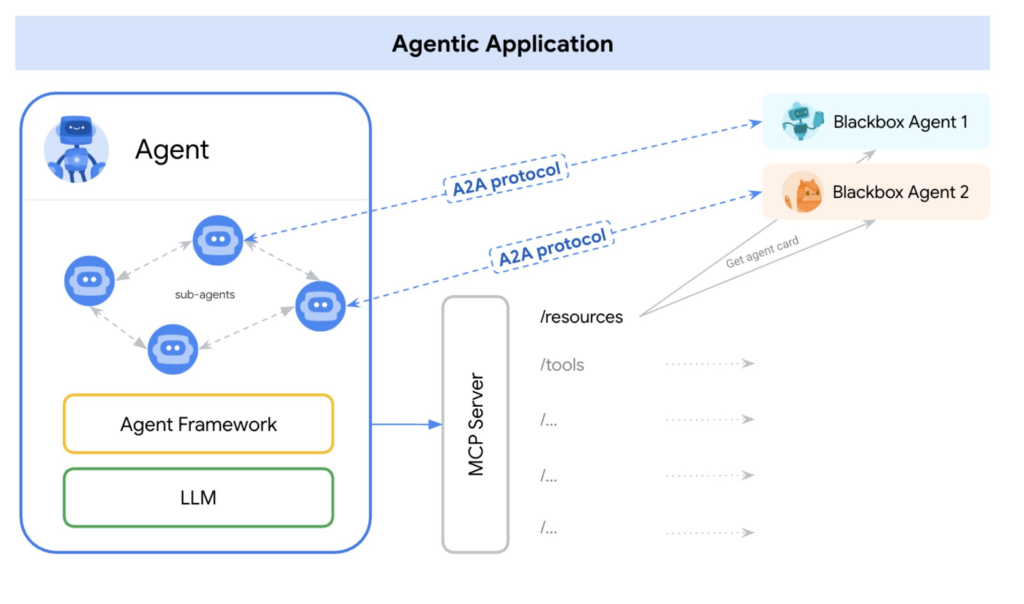 Agentic Application
Agent
A2A protocol
A2A protocol
Blackbox Agent 1
Blackbox Agent 2
Get agent card
sub-agents
Agent Framework
LLM
MCP Server
/resources
/tools
/...
/...
/...